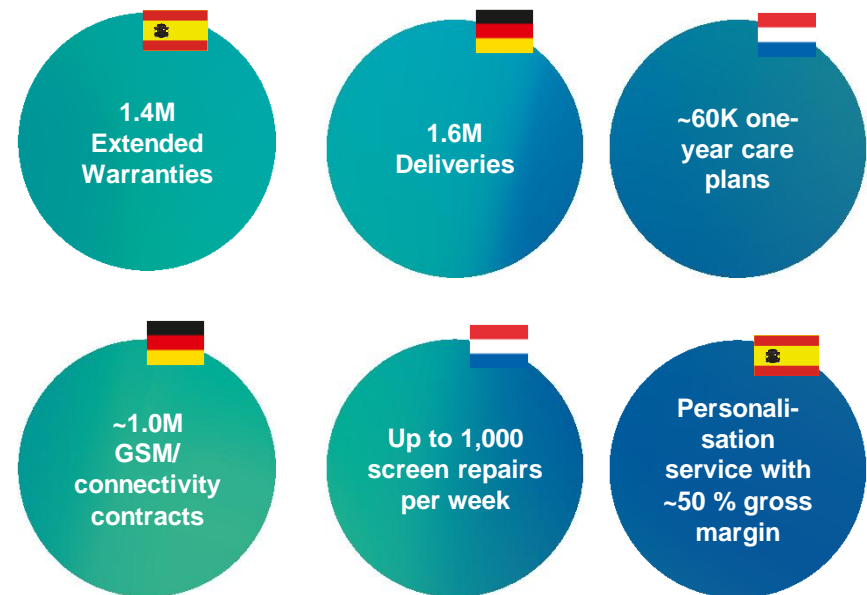 1.4M
Extended
Warranties
1.6M
Deliveries
~60K one-
year care
plans
~1.0M
GSM/
connectivity
contracts
Up to 1,000
screen repairs
per week
Personali-
sation
service with
~50 % gross
margin